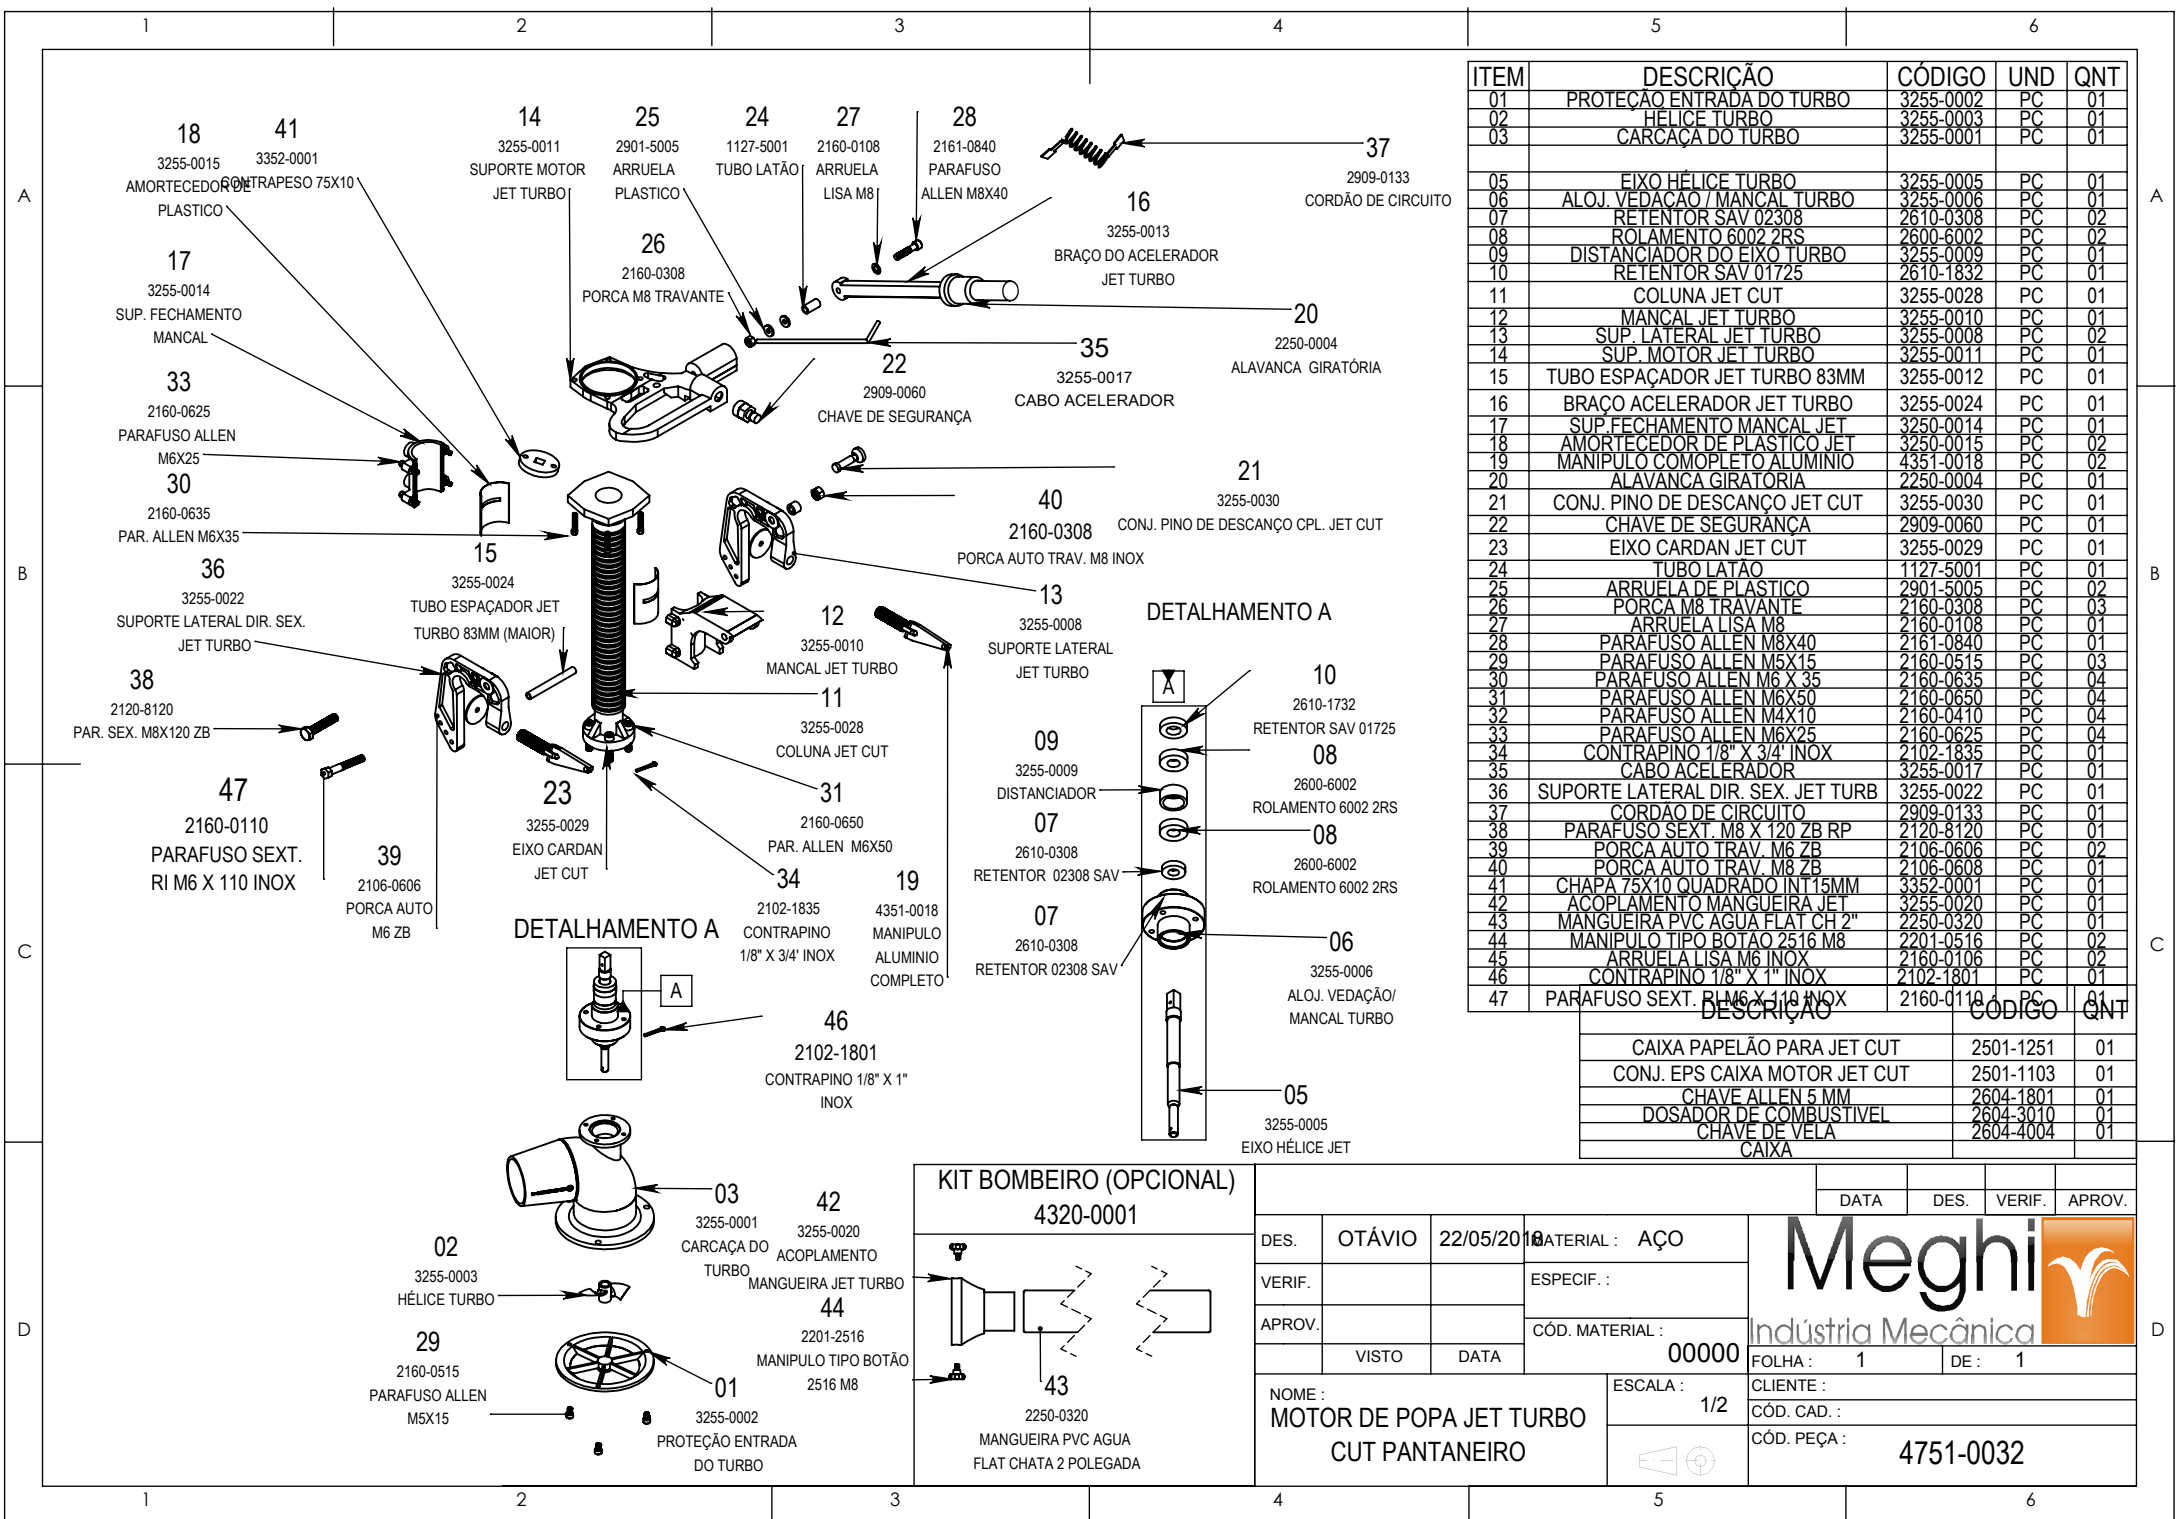 1 2 3 4 5 6
A
B
C
D
18
3255-0015
AMORTECEDOR DE
PLASTICO
41
3352-0001
CONTRAPESO 75X10
14
3255-0011
SUPORTE MOTOR
JET TURBO
25
2901-5005
ARRUELA
PLASTICO
24
1127-5001
TUBO LATÃO
27
2160-0108
ARRUELA
LISA M8
28
2161-0840
PARAFUSO
ALLEN M8X40
37
2909-0133
CORDÃO DE CIRCUITO
17
3255-0014
SUP. FECHAMENTO
MANCAL
26
2160-0308
PORCA M8 TRAVANTE
16
3255-0013
BRAÇO DO ACELERADOR
JET TURBO
20
2250-0004
ALAVANCA GIRATÓRIA
35
3255-0017
CABO ACELERADOR
22
2909-0060
CHAVE DE SEGURANÇA
33
2160-0625
PARAFUSO ALLEN
M6X25
30
2160-0635
PAR. ALLEN M6X35
21
3255-0030
CONJ. PINO DE DESCANÇO CPL. JET CUT
40
2160-0308
PORCA AUTO TRAV. M8 INOX
15
3255-0024
TUBO ESPAÇADOR JET
TURBO 83MM (MAIOR)
36
3255-0022
SUPORTE LATERAL DIR. SEX.
JET TURBO
12
3255-0010
MANCAL JET TURBO
13
3255-0008
SUPORTE LATERAL
JET TURBO
38
2120-8120
PAR. SEX. M8X120 ZB
11
3255-0028
COLUNA JET CUT
47
2160-0110
PARAFUSO SEXT.
RI M6 X 110 INOX
39
2106-0606
PORCA AUTO
M6 ZB
23
3255-0029
EIXO CARDAN
JET CUT
31
2160-0650
PAR. ALLEN M6X50
34
2102-1835
CONTRAPINO
1/8" X 3/4' INOX
19
4351-0018
MANIPULO
ALUMINIO
COMPLETO
DETALHAMENTO A
A
46
2102-1801
CONTRAPINO 1/8" X 1"
INOX
DETALHAMENTO A
A
10
2610-1732
RETENTOR SAV 01725
09
3255-0009
DISTANCIADOR
08
2600-6002
ROLAMENTO 6002 2RS
07
2610-0308
RETENTOR 02308 SAV
08
2600-6002
ROLAMENTO 6002 2RS
07
2610-0308
RETENTOR 02308 SAV
06
3255-0006
ALOJ. VEDAÇÃO/
MANCAL TURBO
05
3255-0005
EIXO HÉLICE JET
03
3255-0001
CARCAÇA DO
TURBO
02
3255-0003
HÉLICE TURBO
29
2160-0515
PARAFUSO ALLEN
M5X15
01
3255-0002
PROTEÇÃO ENTRADA
DO TURBO
42
3255-0020
ACOPLAMENTO
MANGUEIRA JET TURBO
44
2201-2516
MANIPULO TIPO BOTÃO
2516 M8
KIT BOMBEIRO (OPCIONAL)
4320-0001
43
2250-0320
MANGUEIRA PVC AGUA
FLAT CHATA 2 POLEGADA
ITEM DESCRIÇÃO CÓDIGO UND QNT
01 PROTEÇÃO ENTRADA DO TURBO 3255-0002 PC 01
02 HÉLICE TURBO 3255-0003 PC 01
03 CARCAÇA DO TURBO 3255-0001 PC 01
05 EIXO HÉLICE TURBO 3255-0005 PC 01
06 ALOJ. VEDAÇÃO / MANCAL TURBO 3255-0006 PC 01
07 RETENTOR SAV 02308 2610-0308 PC 02
08 ROLAMENTO 6002 2RS 2600-6002 PC 02
09 DISTANCIADOR DO EIXO TURBO 3255-0009 PC 01
10 RETENTOR SAV 01725 2610-1832 PC 01
11 COLUNA JET CUT 3255-0028 PC 01
12 MANCAL JET TURBO 3255-0010 PC 01
13 SUP. LATERAL JET TURBO 3255-0008 PC 02
14 SUP. MOTOR JET TURBO 3255-0011 PC 01
15 TUBO ESPAÇADOR JET TURBO 83MM 3255-0012 PC 01
16 BRAÇO ACELERADOR JET TURBO 3255-0024 PC 01
17 SUP.FECHAMENTO MANCAL JET 3250-0014 PC 01
18 AMORTECEDOR DE PLASTICO JET 3250-0015 PC 02
19 MANIPULO COMOPLETO ALUMINIO 4351-0018 PC 02
20 ALAVANCA GIRATÓRIA 2250-0004 PC 01
21 CONJ. PINO DE DESCANÇO JET CUT 3255-0030 PC 01
22 CHAVE DE SEGURANÇA 2909-0060 PC 01
23 EIXO CARDAN JET CUT 3255-0029 PC 01
24 TUBO LATÃO 1127-5001 PC 01
25 ARRUELA DE PLASTICO 2901-5005 PC 02
26 PORCA M8 TRAVANTE 2160-0308 PC 03
27 ARRUELA LISA M8 2160-0108 PC 01
28 PARAFUSO ALLEN M8X40 2161-0840 PC 01
29 PARAFUSO ALLEN M5X15 2160-0515 PC 03
30 PARAFUSO ALLEN M6 X 35 2160-0635 PC 04
31 PARAFUSO ALLEN M6X50 2160-0650 PC 04
32 PARAFUSO ALLEN M4X10 2160-0410 PC 04
33 PARAFUSO ALLEN M6X25 2160-0625 PC 04
34 CONTRAPINO 1/8" X 3/4' INOX 2102-1835 PC 01
35 CABO ACELERADOR 3255-0017 PC 01
36 SUPORTE LATERAL DIR. SEX. JET TURB 3255-0022 PC 01
37 CORDÃO DE CIRCUITO 2909-0133 PC 01
38 PARAFUSO SEXT. M8 X 120 ZB RP 2120-8120 PC 01
39 PORCA AUTO TRAV. M6 ZB 2106-0606 PC 02
40 PORCA AUTO TRAV. M8 ZB 2106-0608 PC 01
41 CHAPA 75X10 QUADRADO INT15MM 3352-0001 PC 01
42 ACOPLAMENTO MANGUEIRA JET 3255-0020 PC 01
43 MANGUEIRA PVC AGUA FLAT CH 2" 2250-0320 PC 01
44 MANIPULO TIPO BOTÃO 2516 M8 2201-0516 PC 02
45 ARRUELA LISA M6 INOX 2160-0106 PC 02
46 CONTRAPINO 1/8" X 1" INOX 2102-1801 PC 01
47 PARAFUSO SEXT. RI M6 X 110 INOX 2160-0110 PC 01
DESCRIÇÃO CÓDIGO QNT
CAIXA PAPELÃO PARA JET CUT 2501-1251 01
CONJ. EPS CAIXA MOTOR JET CUT 2501-1103 01
CHAVE ALLEN 5 MM 2604-1801 01
DOSADOR DE COMBUSTIVEL 2604-3010 01
CHAVE DE VELA 2604-4004 01
CAIXA
DATA DES. VERIF. APROV.
DES. OTÁVIO 22/05/2018
VERIF.
APROV.
VISTO DATA
MATERIAL : AÇO
ESPECIF. :
CÓD. MATERIAL :
00000
Meghi
Indústria Mecânica
FOLHA : 1 DE : 1
NOME :
MOTOR DE POPA JET TURBO
CUT PANTANEIRO
ESCALA :
1/2
CLIENTE :
CÓD. CAD. :
CÓD. PEÇA :
4751-0032
A
B
C
D
1 2 3 4 5 6